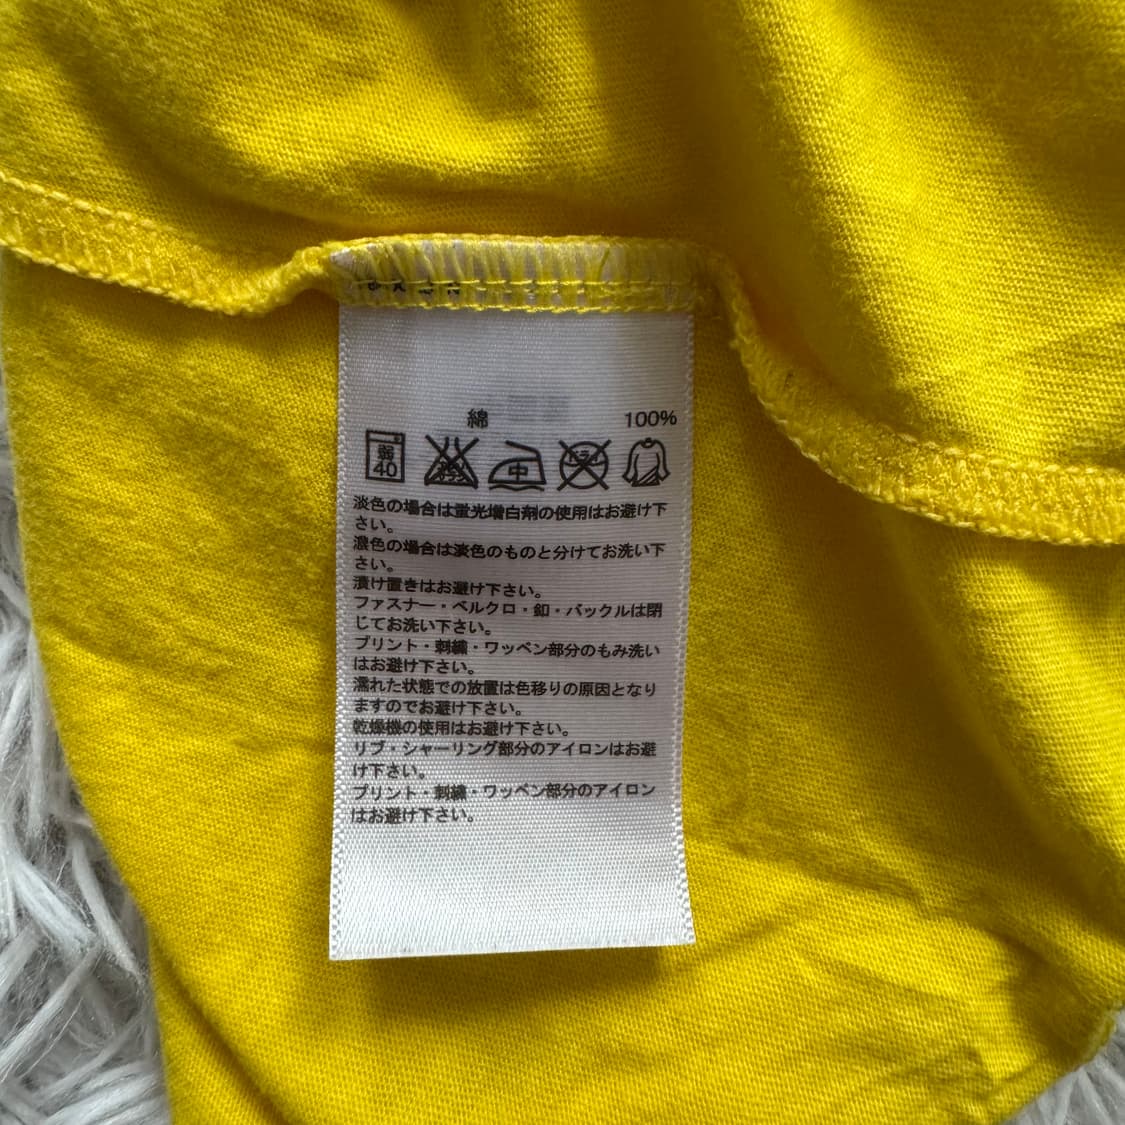 綿 100%
弱 40 中
淡色の場合は蛍光増白剤の使用はお避け下
さい。
濃色の場合は淡色のものと分けてお洗い下
さい。
漬け置きはお避け下さい。
ファスナー・ベルクロ・釦・バックルは閉
じてお洗い下さい。
プリント・刺繍・ワッペン部分のもみ洗い
はお避け下さい。
濡れた状態での放置は色移りの原因となり
ますのでお避け下さい。
乾燥機の使用はお避け下さい。
リブ・シャーリング部分のアイロンはお避
け下さい。
プリント・刺繍・ワッペン部分のアイロン
はお避け下さい。